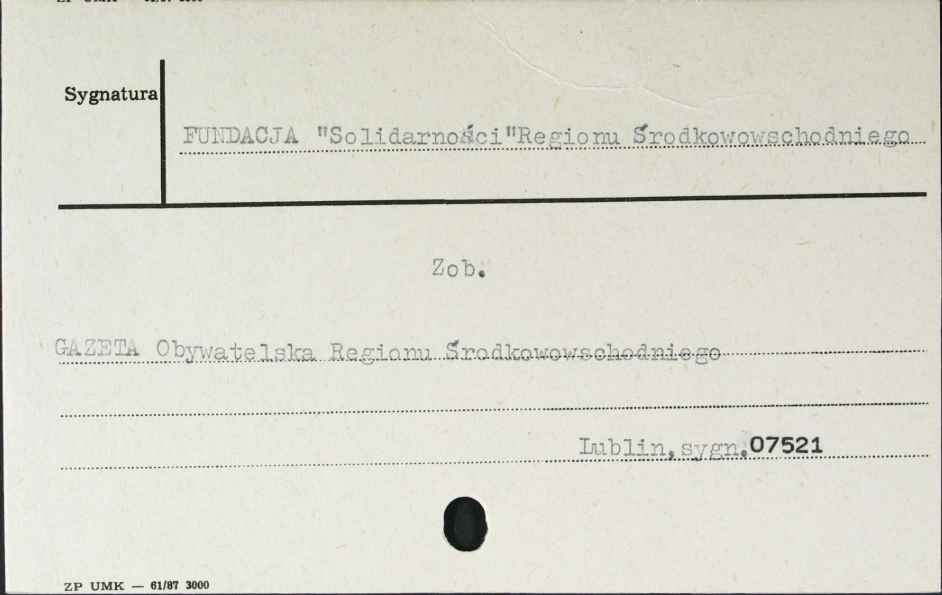 Sygnatura
FUNDACJA "Solidarności"Regionu Środkowowschodniego
Zob.
GAZETA Obywatelska Regionu Środkowowschodniego
Lublin,sygn.07521
ZP UMK — 61/87 3000